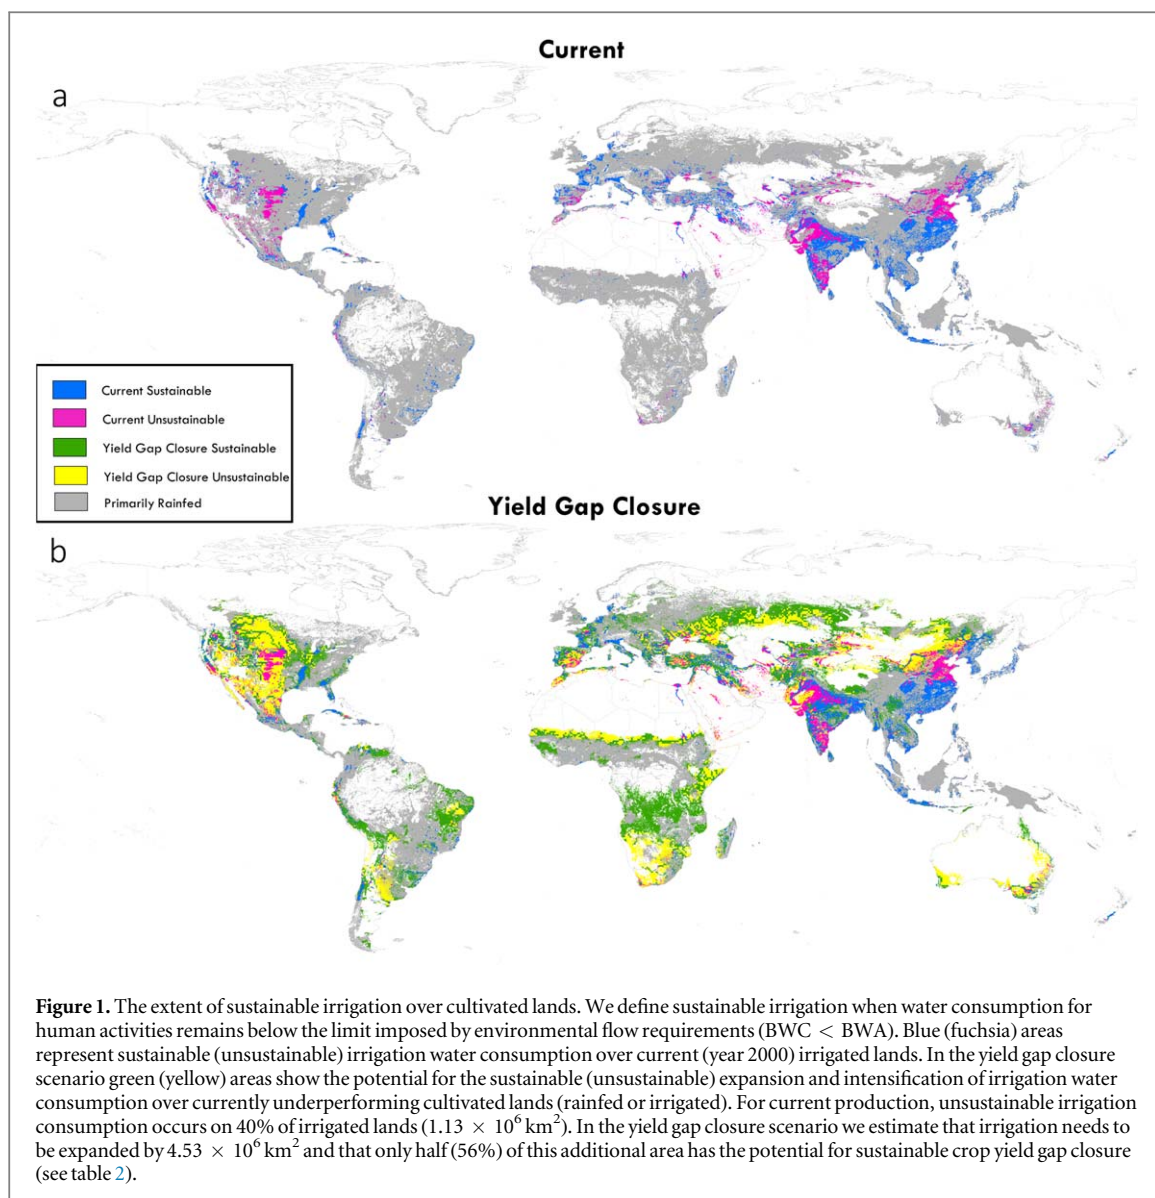 Current
a
Current Sustainable
Current Unsustainable
Yield Gap Closure Sustainable
Yield Gap Closure Unsustainable
Primarily Rainfed
Yield Gap Closure
b
Figure 1. The extent of sustainable irrigation over cultivated lands. We define sustainable irrigation when water consumption for
human activities remains below the limit imposed by environmental flow requirements (BWC < BWA). Blue (fuchsia) areas
represent sustainable (unsustainable) irrigation water consumption over current (year 2000) irrigated lands. In the yield gap closure
scenario green (yellow) areas show the potential for the sustainable (unsustainable) expansion and intensification of irrigation water
consumption over currently underperforming cultivated lands (rainfed or irrigated). For current production, unsustainable irrigation
consumption occurs on 40% of irrigated lands (1.13 × 10⁶ km²). In the yield gap closure scenario we estimate that irrigation needs to
be expanded by 4.53 × 10⁶ km² and that only half (56%) of this additional area has the potential for sustainable crop yield gap closure
(see table 2).